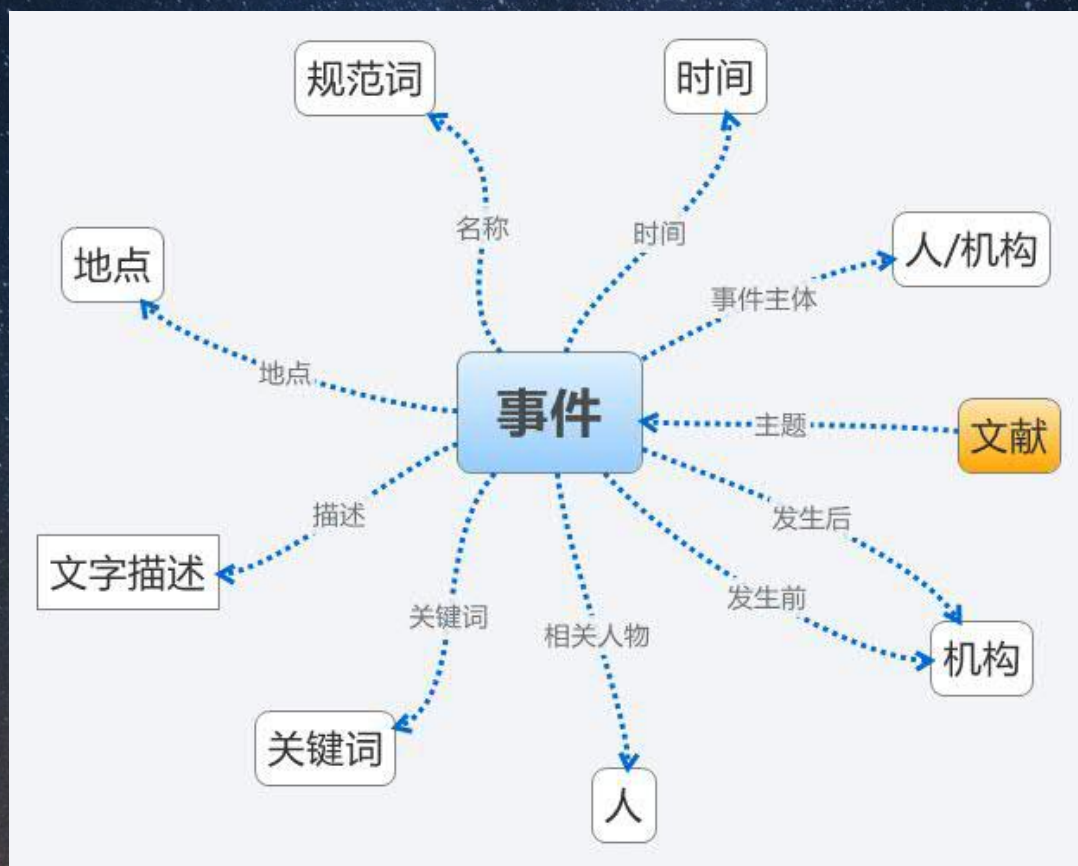 规范词
时间
名称
时间
人/机构
地点
事件主体
地点
事件
主题
文献
描述
发生后
文字描述
关键词
相关人物
发生前
机构
关键词
人